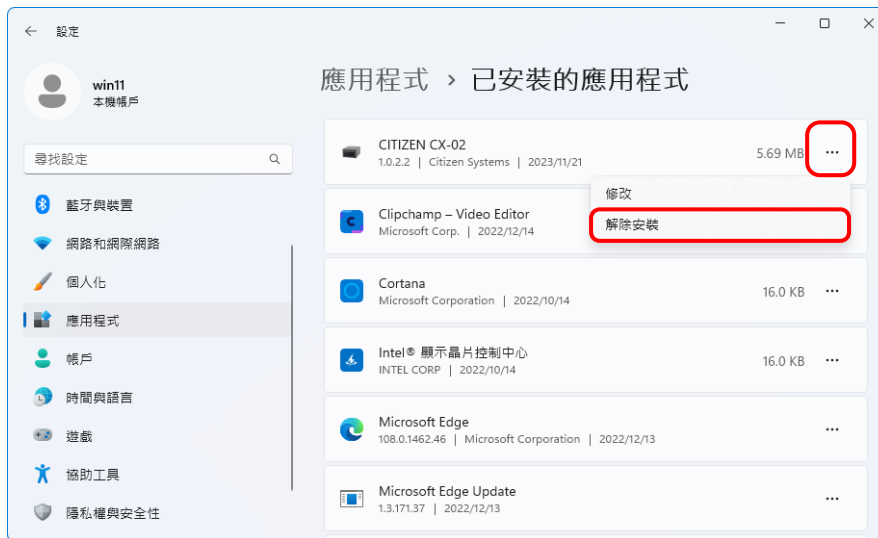 設定
win11
本機帳戶
尋找設定
藍牙與裝置
網路和網際網路
個人化
應用程式
帳戶
時間與語言
遊戲
協助工具
隱私權與安全性
應用程式 › 已安裝的應用程式
CITIZEN CX-02
1.0.2.2 | Citizen Systems | 2023/11/21
5.69 MB
修改
解除安裝
Clipchamp – Video Editor
Microsoft Corp. | 2022/12/14
Cortana
Microsoft Corporation | 2022/10/14
16.0 KB
Intel® 顯示晶片控制中心
INTEL CORP | 2022/10/14
16.0 KB
Microsoft Edge
108.0.1462.46 | Microsoft Corporation | 2022/12/13
Microsoft Edge Update
1.3.171.37 | 2022/12/13